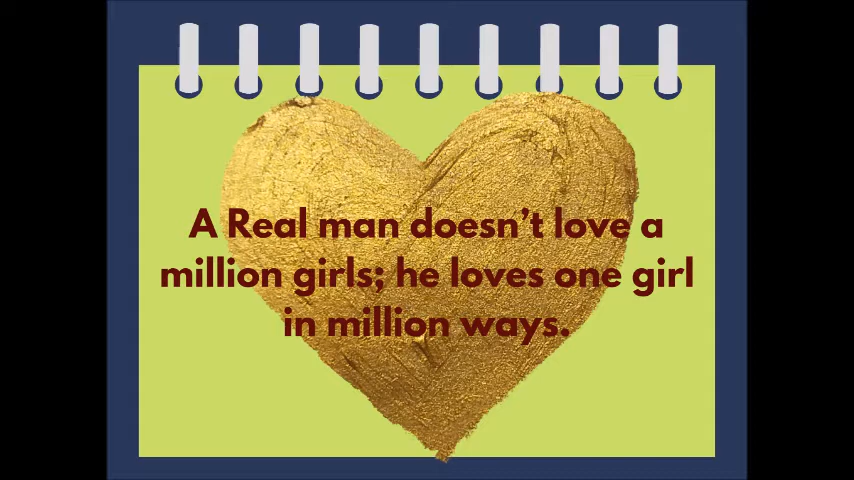 A Real man doesn’t love a
million girls; he loves one girl
in million ways.